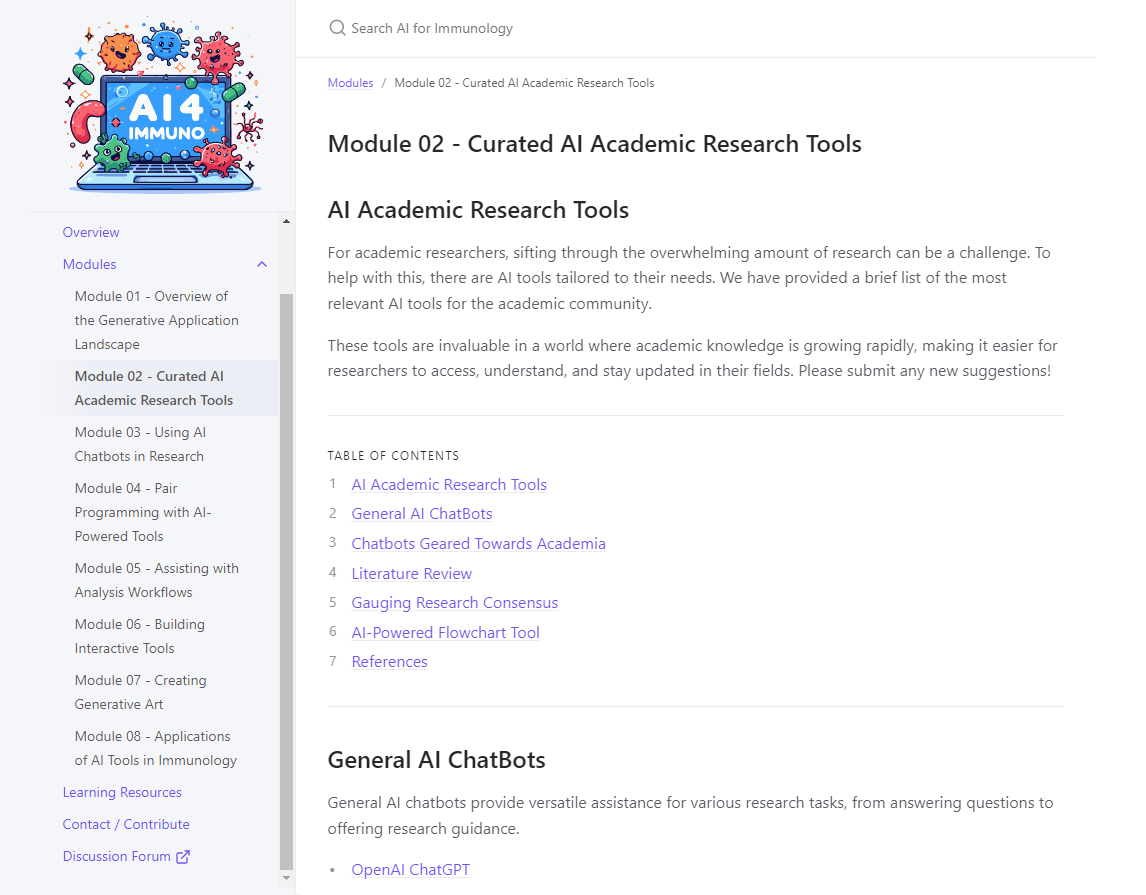 AI4
IMMUNO
Overview
Modules
Module 01 - Overview of
the Generative Application
Landscape
Module 02 - Curated AI
Academic Research Tools
Module 03 - Using AI
Chatbots in Research
Module 04 - Pair
Programming with AI-
Powered Tools
Module 05 - Assisting with
Analysis Workflows
Module 06 - Building
Interactive Tools
Module 07 - Creating
Generative Art
Module 08 - Applications
of AI Tools in Immunology
Learning Resources
Contact / Contribute
Discussion Forum
Search AI for Immunology
Modules / Module 02 - Curated AI Academic Research Tools
Module 02 - Curated AI Academic Research Tools
AI Academic Research Tools
For academic researchers, sifting through the overwhelming amount of research can be a challenge. To
help with this, there are AI tools tailored to their needs. We have provided a brief list of the most
relevant AI tools for the academic community.
These tools are invaluable in a world where academic knowledge is growing rapidly, making it easier for
researchers to access, understand, and stay updated in their fields. Please submit any new suggestions!
TABLE OF CONTENTS
1 AI Academic Research Tools
2 General AI ChatBots
3 Chatbots Geared Towards Academia
4 Literature Review
5 Gauging Research Consensus
6 AI-Powered Flowchart Tool
7 References
General AI ChatBots
General AI chatbots provide versatile assistance for various research tasks, from answering questions to
offering research guidance.
• OpenAI ChatGPT